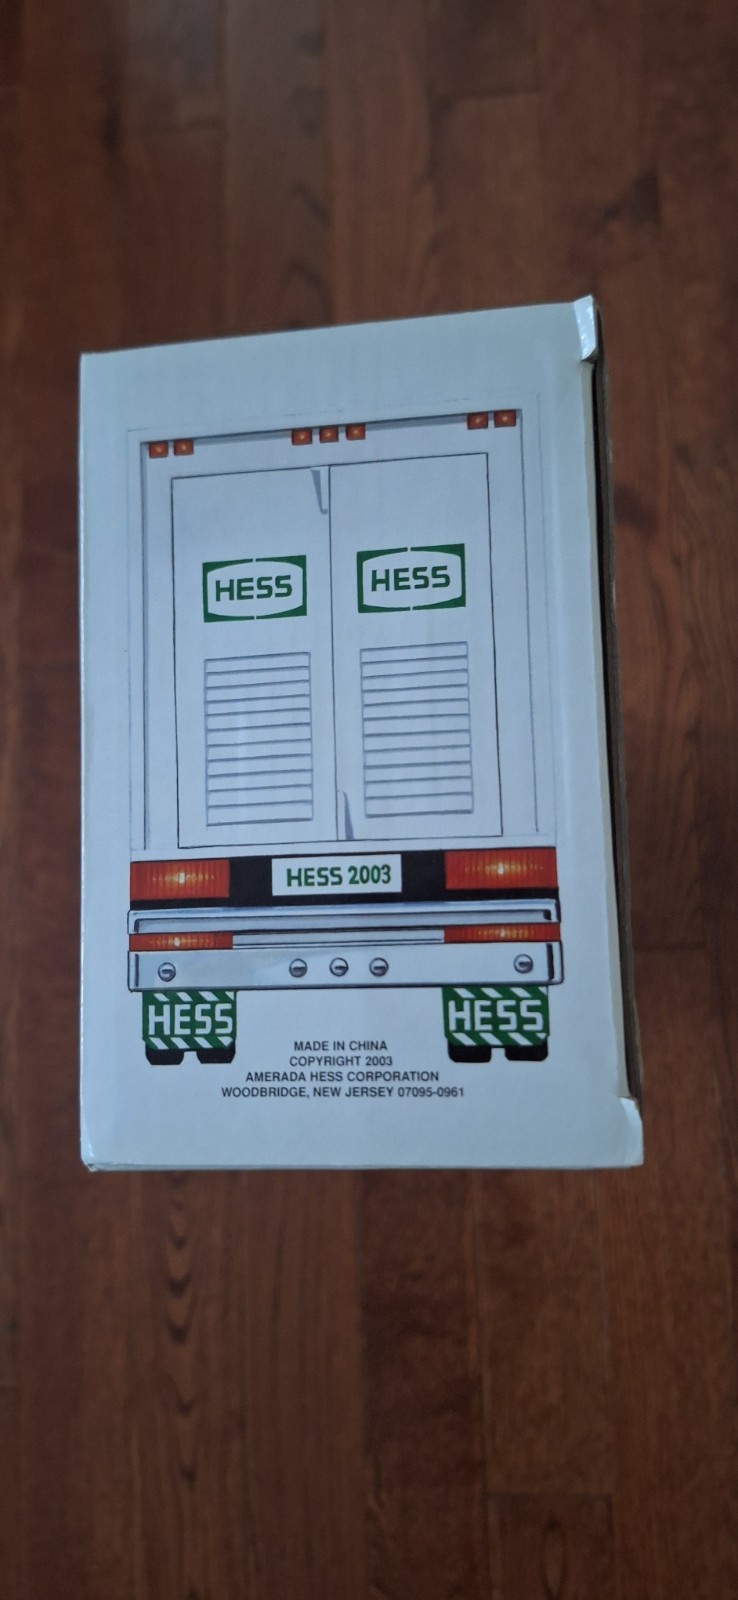 HESS HESS
HESS 2003
HESS HESS
MADE IN CHINA
COPYRIGHT 2003
AMERADA HESS CORPORATION
WOODBRIDGE, NEW JERSEY 07095-0961